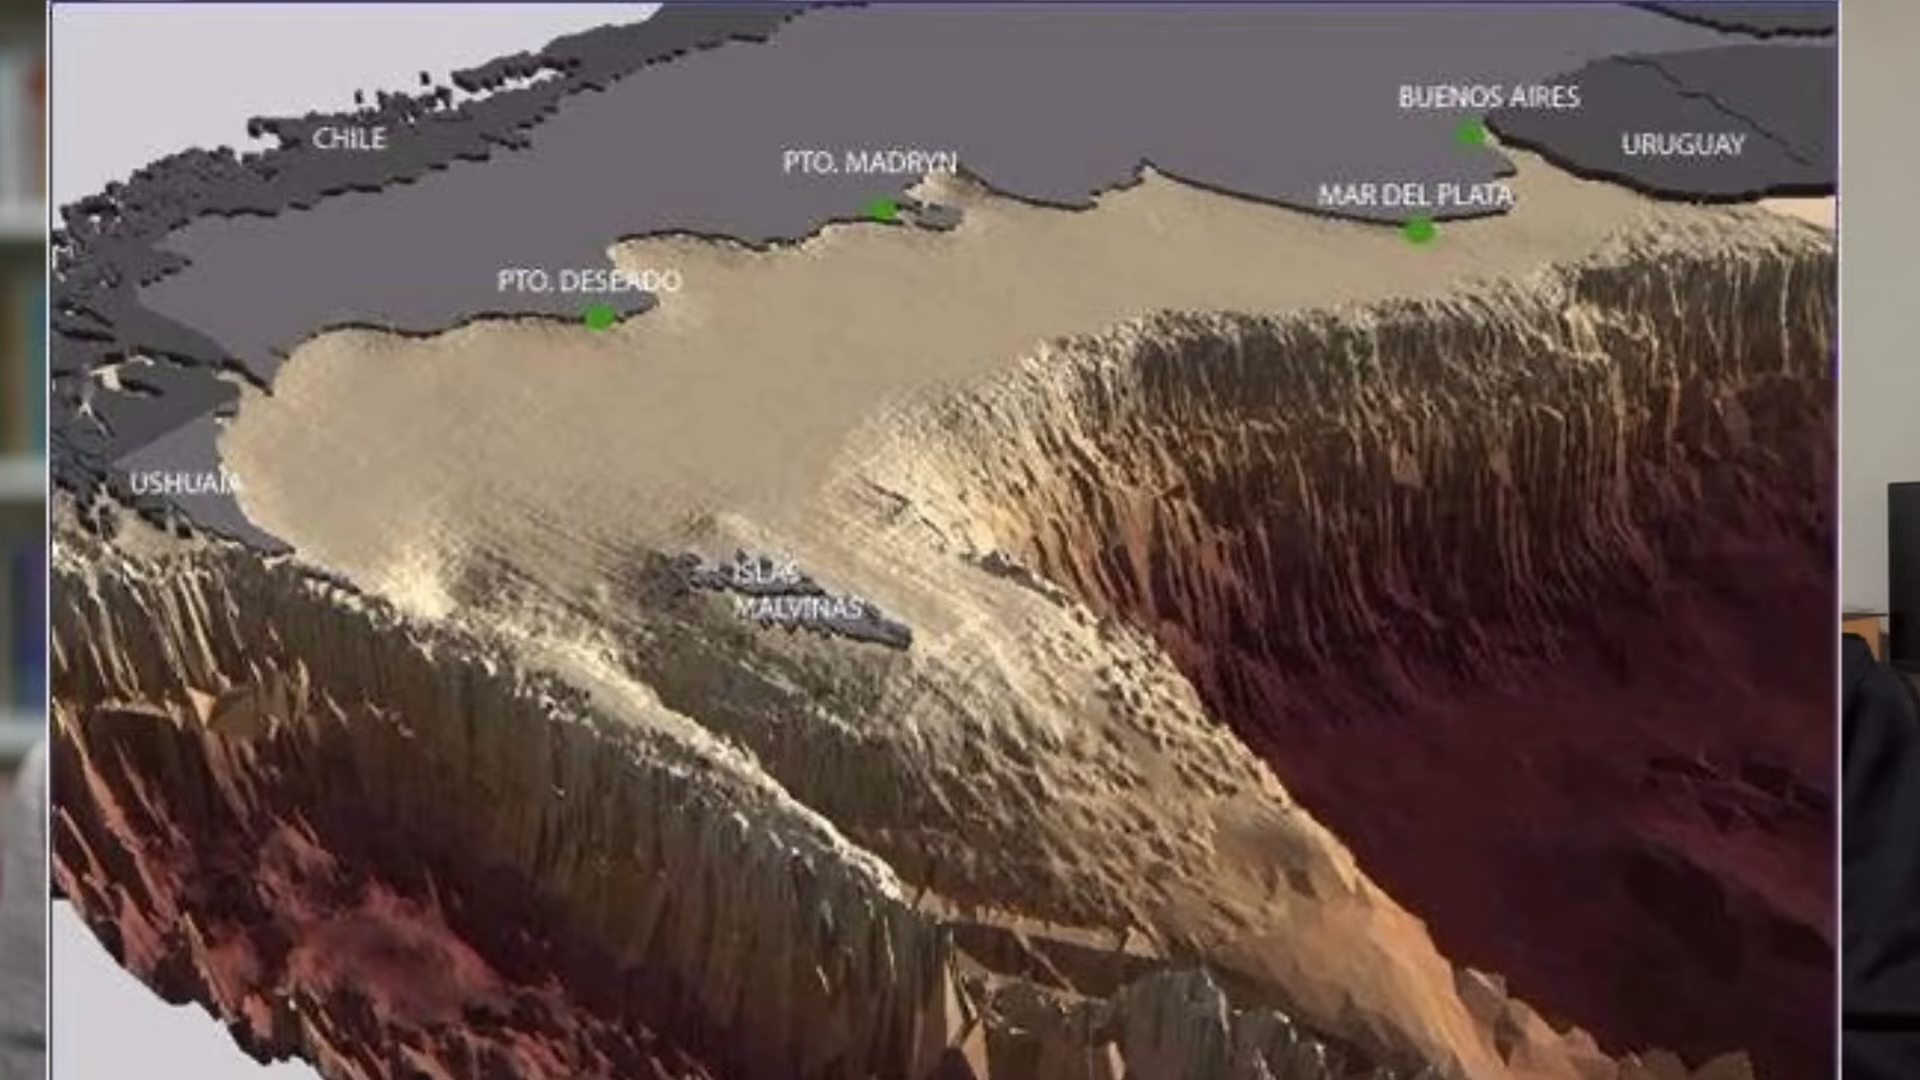 BUENOS AIRES
CHILE
URUGUAY
PTO. MADRYN
MAR DEL PLATA
PTO. DESEADO
USHUAIA
ISLAS
MALVINAS